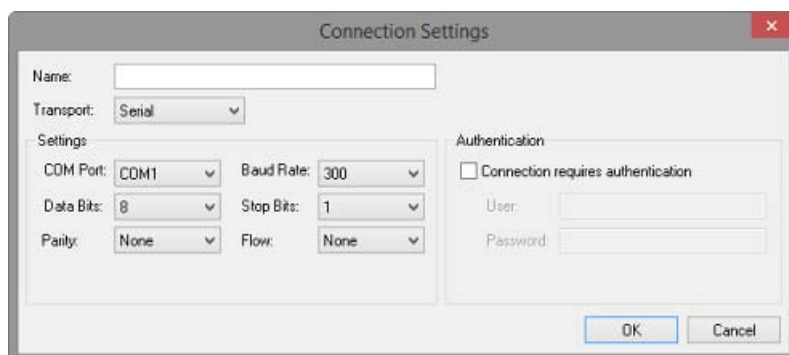 Connection Settings
Name:
Transport: Serial
Settings
COM Port: COM1 Baud Rate: 300
Data Bits: 8 Stop Bits: 1
Parity: None Flow: None
Authentication
Connection requires authentication
User:
Password:
OK Cancel